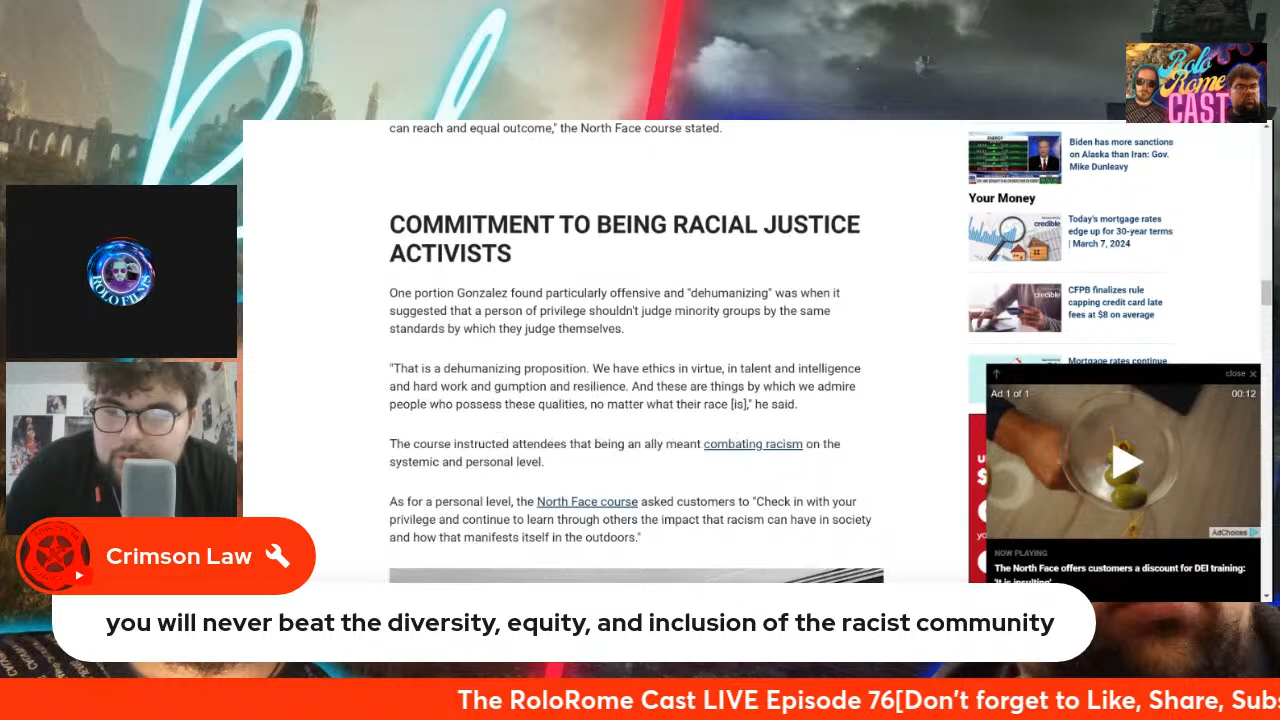 Rolo
Rome
CAST
can reach and equal outcome," the North Face course stated.
COMMITMENT TO BEING RACIAL JUSTICE
ACTIVISTS
One portion Gonzalez found particularly offensive and "dehumanizing" was when it
suggested that a person of privilege shouldn't judge minority groups by the same
standards by which they judge themselves.
"That is a dehumanizing proposition. We have ethics in virtue, in talent and intelligence
and hard work and gumption and resilience. And these are things by which we admire
people who possess these qualities, no matter what their race [is]," he said.
The course instructed attendees that being an ally meant combating racism on the
systemic and personal level.
As for a personal level, the North Face course asked customers to "Check in with your
privilege and continue to learn through others the impact that racism can have in society
and how that manifests itself in the outdoors."
ENERGY
Biden has more sanctions
on Alaska than Iran: Gov.
Mike Dunleavy
Your Money
credible
Today's mortgage rates
edge up for 30-year terms
| March 7, 2024
credible
CFPB finalizes rule
capping credit card late
fees at $8 on average
Mortgage rates continue
close ×
Ad 1 of 1
00:12
AdChoices
NOW PLAYING
The North Face offers customers a discount for DEI training:
'It is insulting'
ROLO FILMS
Crimson Law
you will never beat the diversity, equity, and inclusion of the racist community
The RoloRome Cast LIVE Episode 76[Don't forget to Like, Share, Subs